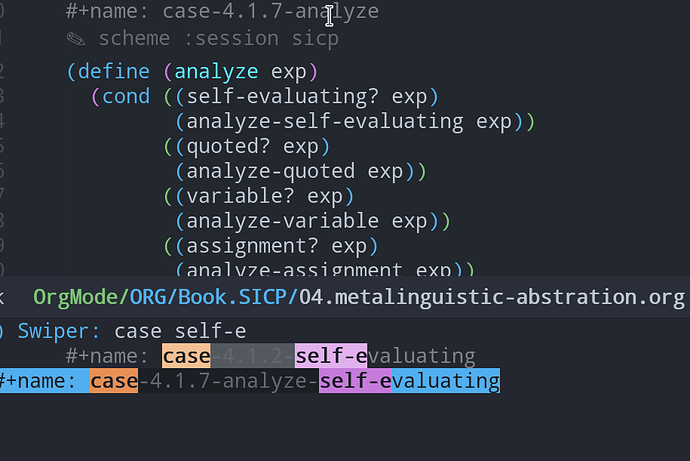 #+name: case-4.1.7-analyze
✎ scheme :session sicp
(define (analyze exp)
(cond ((self-evaluating? exp)
(analyze-self-evaluating exp))
((quoted? exp)
(analyze-quoted exp))
((variable? exp)
(analyze-variable exp))
((assignment? exp)
(analyze-assignment exp))
OrgMode/ORG/Book.SICP/04.metalinguistic-abstration.org
) Swiper: case self-e
#+name: case-4.1.2-self-evaluating
#+name: case-4.1.7-analyze-self-evaluating